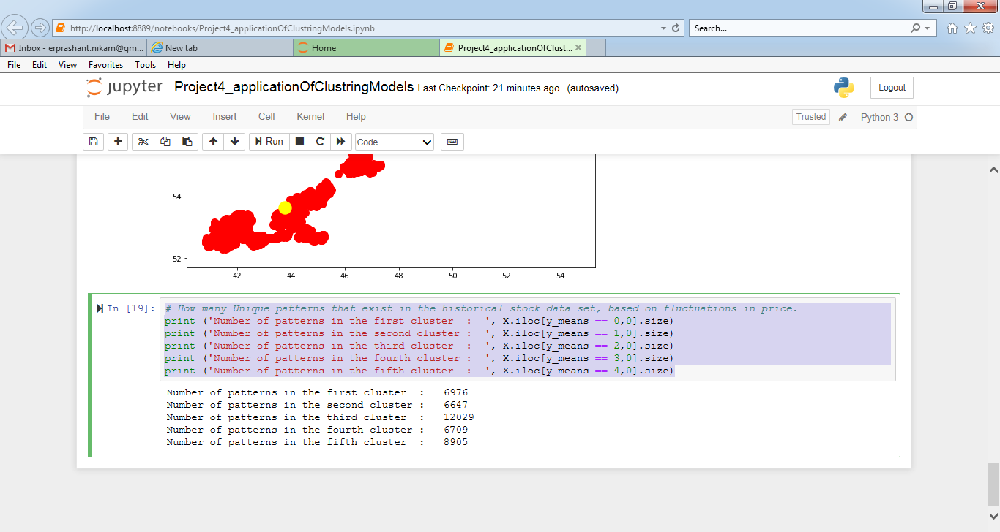 http://localhost:8889/notebooks/Project4_applicationOfClustringModels.ipynb
Search...
Inbox - erprashant.nikam@gm...
New tab
Home
Project4_applicationOfClust...
File Edit View Favorites Tools Help
jupyter Project4_applicationOfClustringModels Last Checkpoint: 21 minutes ago (autosaved)
Logout
File Edit View Insert Cell Kernel Help
Trusted
Python 3
Run
Code
54
52
42 44 46 48 50 52 54
In [19]:
# How many Unique patterns that exist in the historical stock data set, based on fluctuations in price.
print ('Number of patterns in the first cluster  :  ', X.iloc[y_means == 0,0].size)
print ('Number of patterns in the second cluster :  ', X.iloc[y_means == 1,0].size)
print ('Number of patterns in the third cluster  :  ', X.iloc[y_means == 2,0].size)
print ('Number of patterns in the fourth cluster :  ', X.iloc[y_means == 3,0].size)
print ('Number of patterns in the fifth cluster  :  ', X.iloc[y_means == 4,0].size)
Number of patterns in the first cluster  :   6976
Number of patterns in the second cluster :   6647
Number of patterns in the third cluster  :   12029
Number of patterns in the fourth cluster :   6709
Number of patterns in the fifth cluster  :   8905